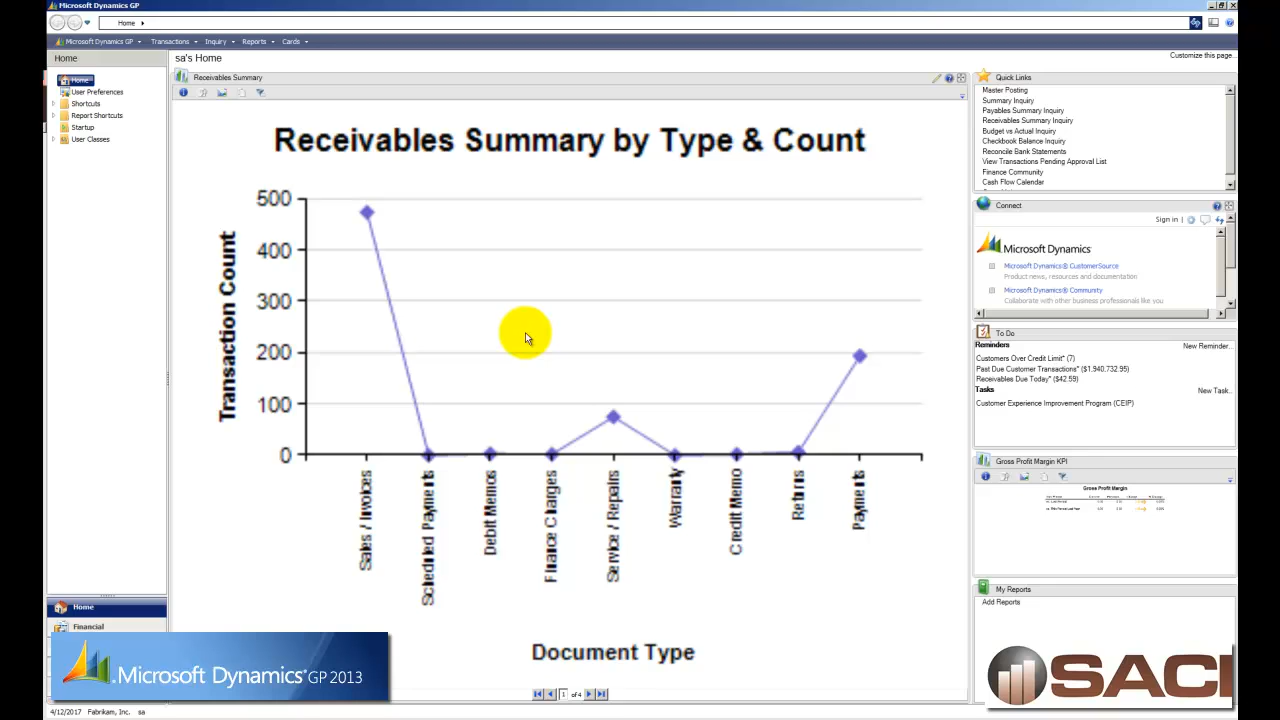 Microsoft Dynamics GP
Home
Microsoft Dynamics GP
Transactions
Inquiry
Reports
Cards
Home
Home
User Preferences
Shortcuts
Report Shortcuts
Startup
User Classes
Home
Financial
sa's Home
Customize this page...
Receivables Summary
Receivables Summary by Type & Count
Transaction Count
500
400
300
200
100
0
Sales / Invoices
Scheduled Payments
Debit Memos
Finance Charges
Service / Repairs
Warranty
Credit Memo
Returns
Payments
Document Type
1 of 4
Quick Links
Master Posting
Summary Inquiry
Payables Summary Inquiry
Receivables Summary Inquiry
Budget vs Actual Inquiry
Checkbook Balance Inquiry
Reconcile Bank Statements
View Transactions Pending Approval List
Finance Community
Cash Flow Calendar
Connect
Sign in |
Microsoft Dynamics
Microsoft Dynamics® CustomerSource
Product news, resources and documentation
Microsoft Dynamics® Community
Collaborate with other business professionals like you
To Do
Reminders
New Reminder...
Customers Over Credit Limit* (7)
Past Due Customer Transactions* ($1,940,732.95)
Receivables Due Today* ($42.59)
Tasks
New Task...
Customer Experience Improvement Program (CEIP)
Gross Profit Margin KPI
Gross Profit Margin
My Reports
Add Reports
Microsoft Dynamics® GP 2013
SACI
4/12/2017 Fabrikam, Inc. sa